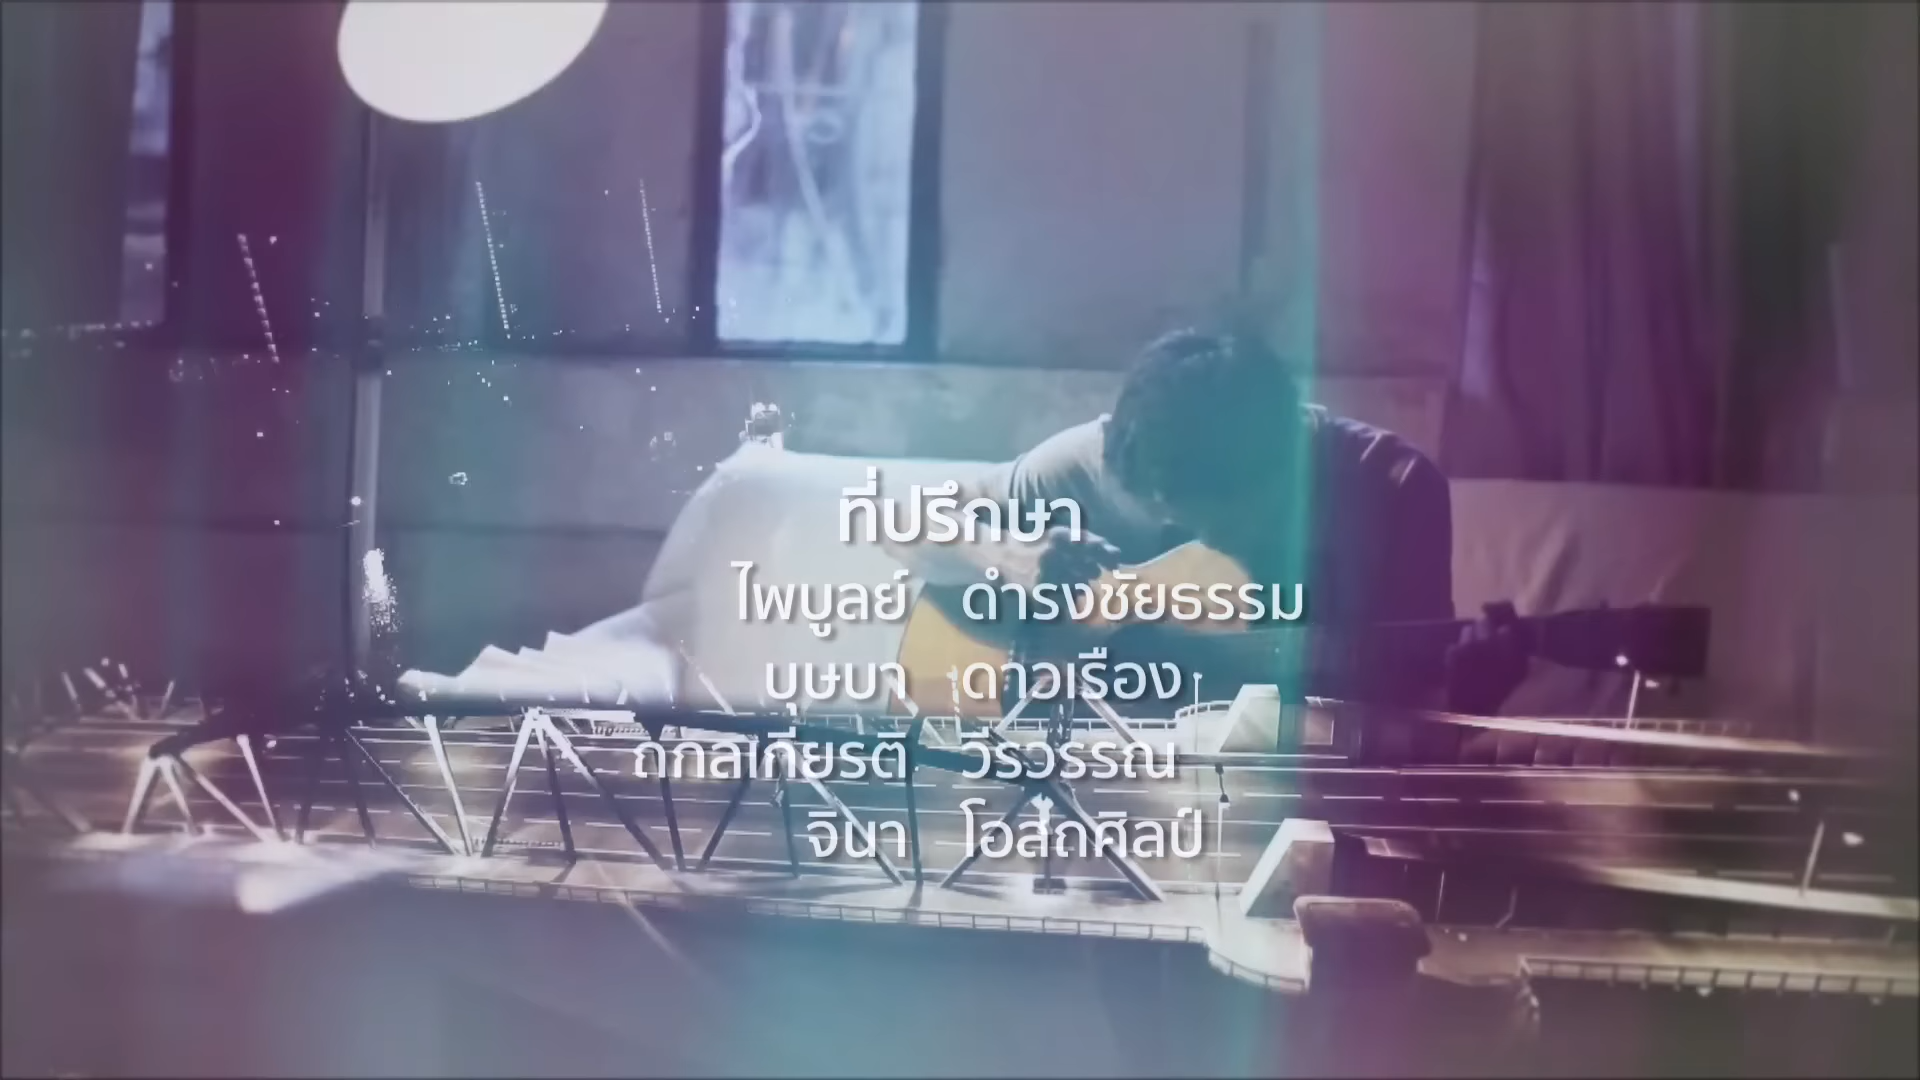 ที่ปรึกษา
ไพบูลย์ ดำรงชัยธรรม
บุษบา ดาวเรือง
ถกลเกียรติ วีรวรรณ
จินา โอสถศิลป์